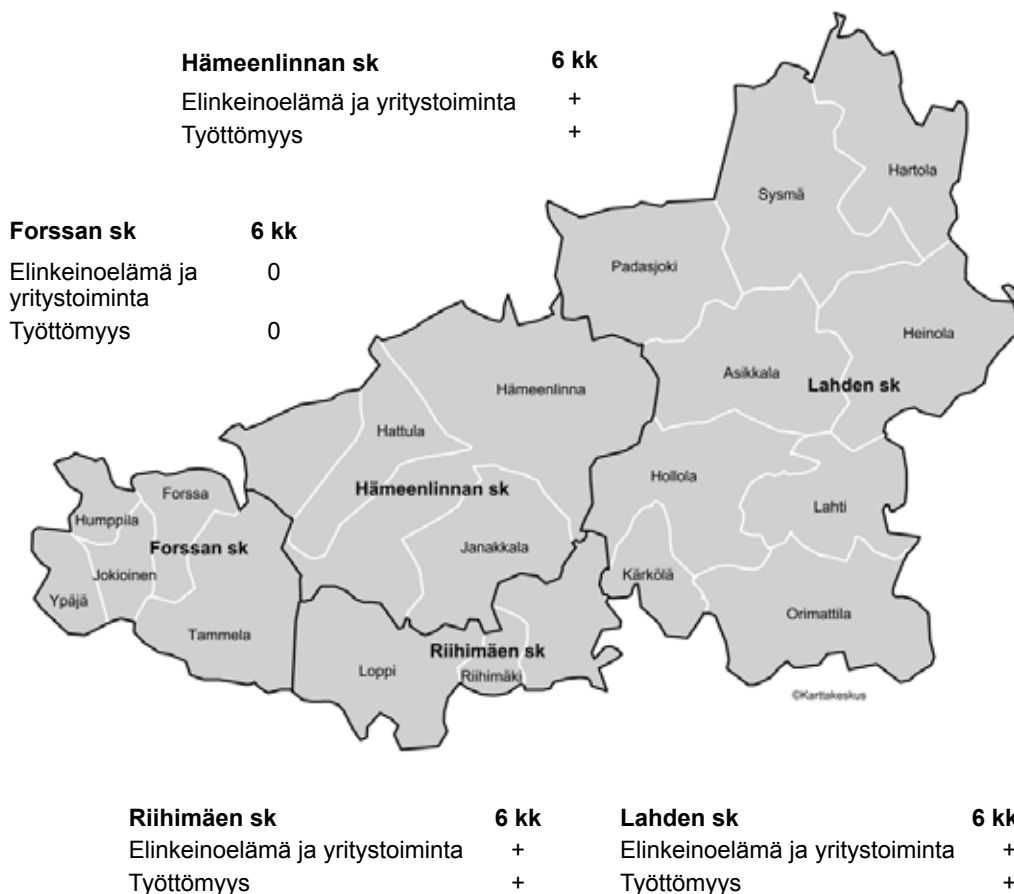 Hämeenlinnan sk 6 kk
Elinkeinoelämä ja yritystoiminta +
Työttömyys +
Forssan sk 6 kk
Elinkeinoelämä ja 0
yritystoiminta
Työttömyys 0
Hartola
Sysmä
Padasjoki
Heinola
Asikkala
Lahden sk
Hämeenlinna
Hattula
Hämeenlinnan sk
Hollola
Lahti
Forssa
Humppila
Forssan sk
Janakkala
Jokioinen
Kärkölä
Ypäjä
Orimattila
Tammela
Riihimäen sk
Loppi
Riihimäki
©Karttakeskus
Riihimäen sk 6 kk
Elinkeinoelämä ja yritystoiminta +
Työttömyys +
Lahden sk 6 kk
Elinkeinoelämä ja yritystoiminta +
Työttömyys +